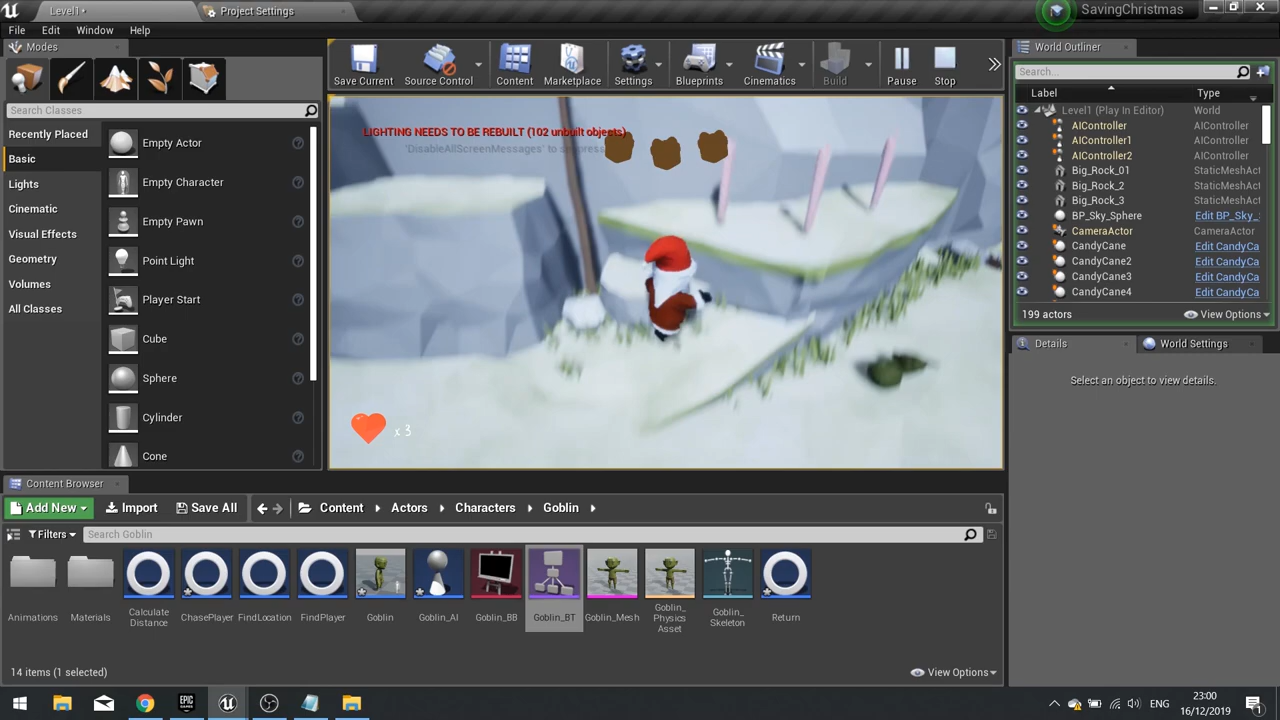 Level1•
Project Settings
SavingChristmas
File
Edit
Window
Help
Modes
Search Classes
Recently Placed
Basic
Lights
Cinematic
Visual Effects
Geometry
Volumes
All Classes
Empty Actor
Empty Character
Empty Pawn
Point Light
Player Start
Cube
Sphere
Cylinder
Cone
Save Current
Source Control
Content
Marketplace
Settings
Blueprints
Cinematics
Build
Pause
Stop
LIGHTING NEEDS TO BE REBUILT (102 unbuilt objects)
'DisableAllScreenMessages' to suppress
x 3
World Outliner
Search...
Label
Type
Level1 (Play In Editor)
World
AIController
AIController
AIController1
AIController
AIController2
AIController
Big_Rock_01
StaticMeshAct
Big_Rock_2
StaticMeshAct
Big_Rock_3
StaticMeshAct
BP_Sky_Sphere
Edit BP_Sky_
CameraActor
CameraActor
CandyCane
Edit CandyCa
CandyCane2
Edit CandyCa
CandyCane3
Edit CandyCa
CandyCane4
Edit CandyCa
199 actors
View Options
Details
World Settings
Select an object to view details.
Content Browser
Add New
Import
Save All
Content
Actors
Characters
Goblin
Filters
Search Goblin
Animations
Materials
Calculate
Distance
ChasePlayer
FindLocation
FindPlayer
Goblin
Goblin_AI
Goblin_BB
Goblin_BT
Goblin_Mesh
Goblin_
Physics
Asset
Goblin_
Skeleton
Return
14 items (1 selected)
View Options
EPIC
GAMES
ENG
23:00
16/12/2019